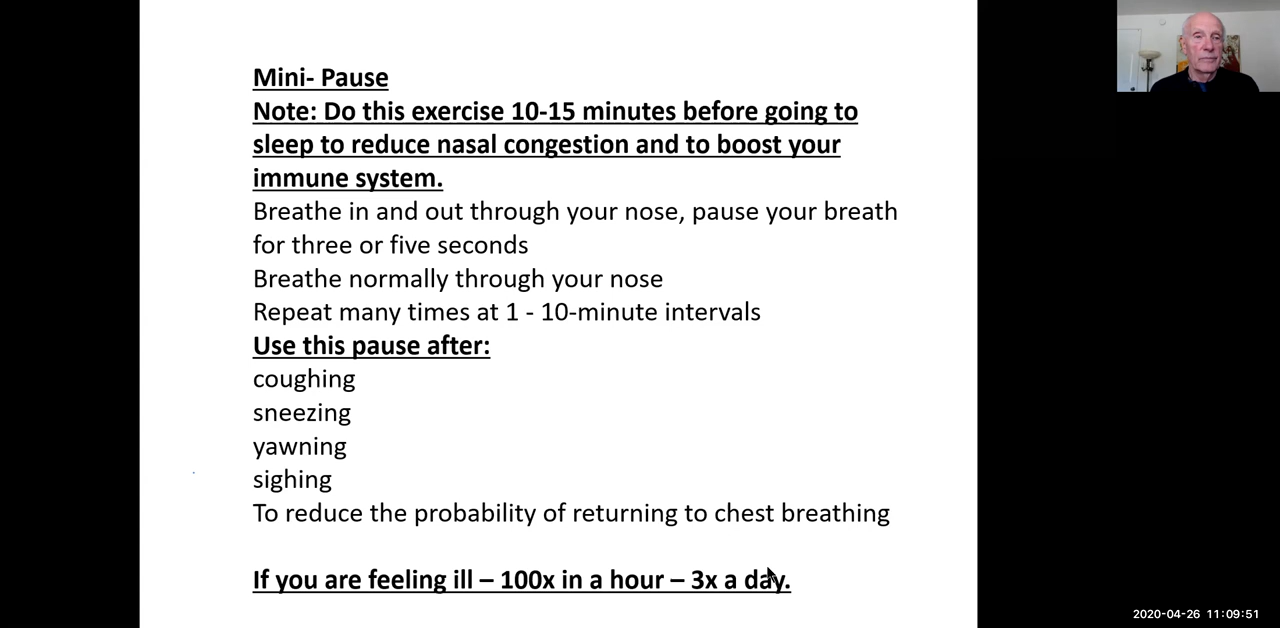 Mini- Pause
Note: Do this exercise 10-15 minutes before going to
sleep to reduce nasal congestion and to boost your
immune system.
Breathe in and out through your nose, pause your breath
for three or five seconds
Breathe normally through your nose
Repeat many times at 1 - 10-minute intervals
Use this pause after:
coughing
sneezing
yawning
sighing
To reduce the probability of returning to chest breathing
If you are feeling ill – 100x in a hour – 3x a day.
2020-04-26 11:09:51